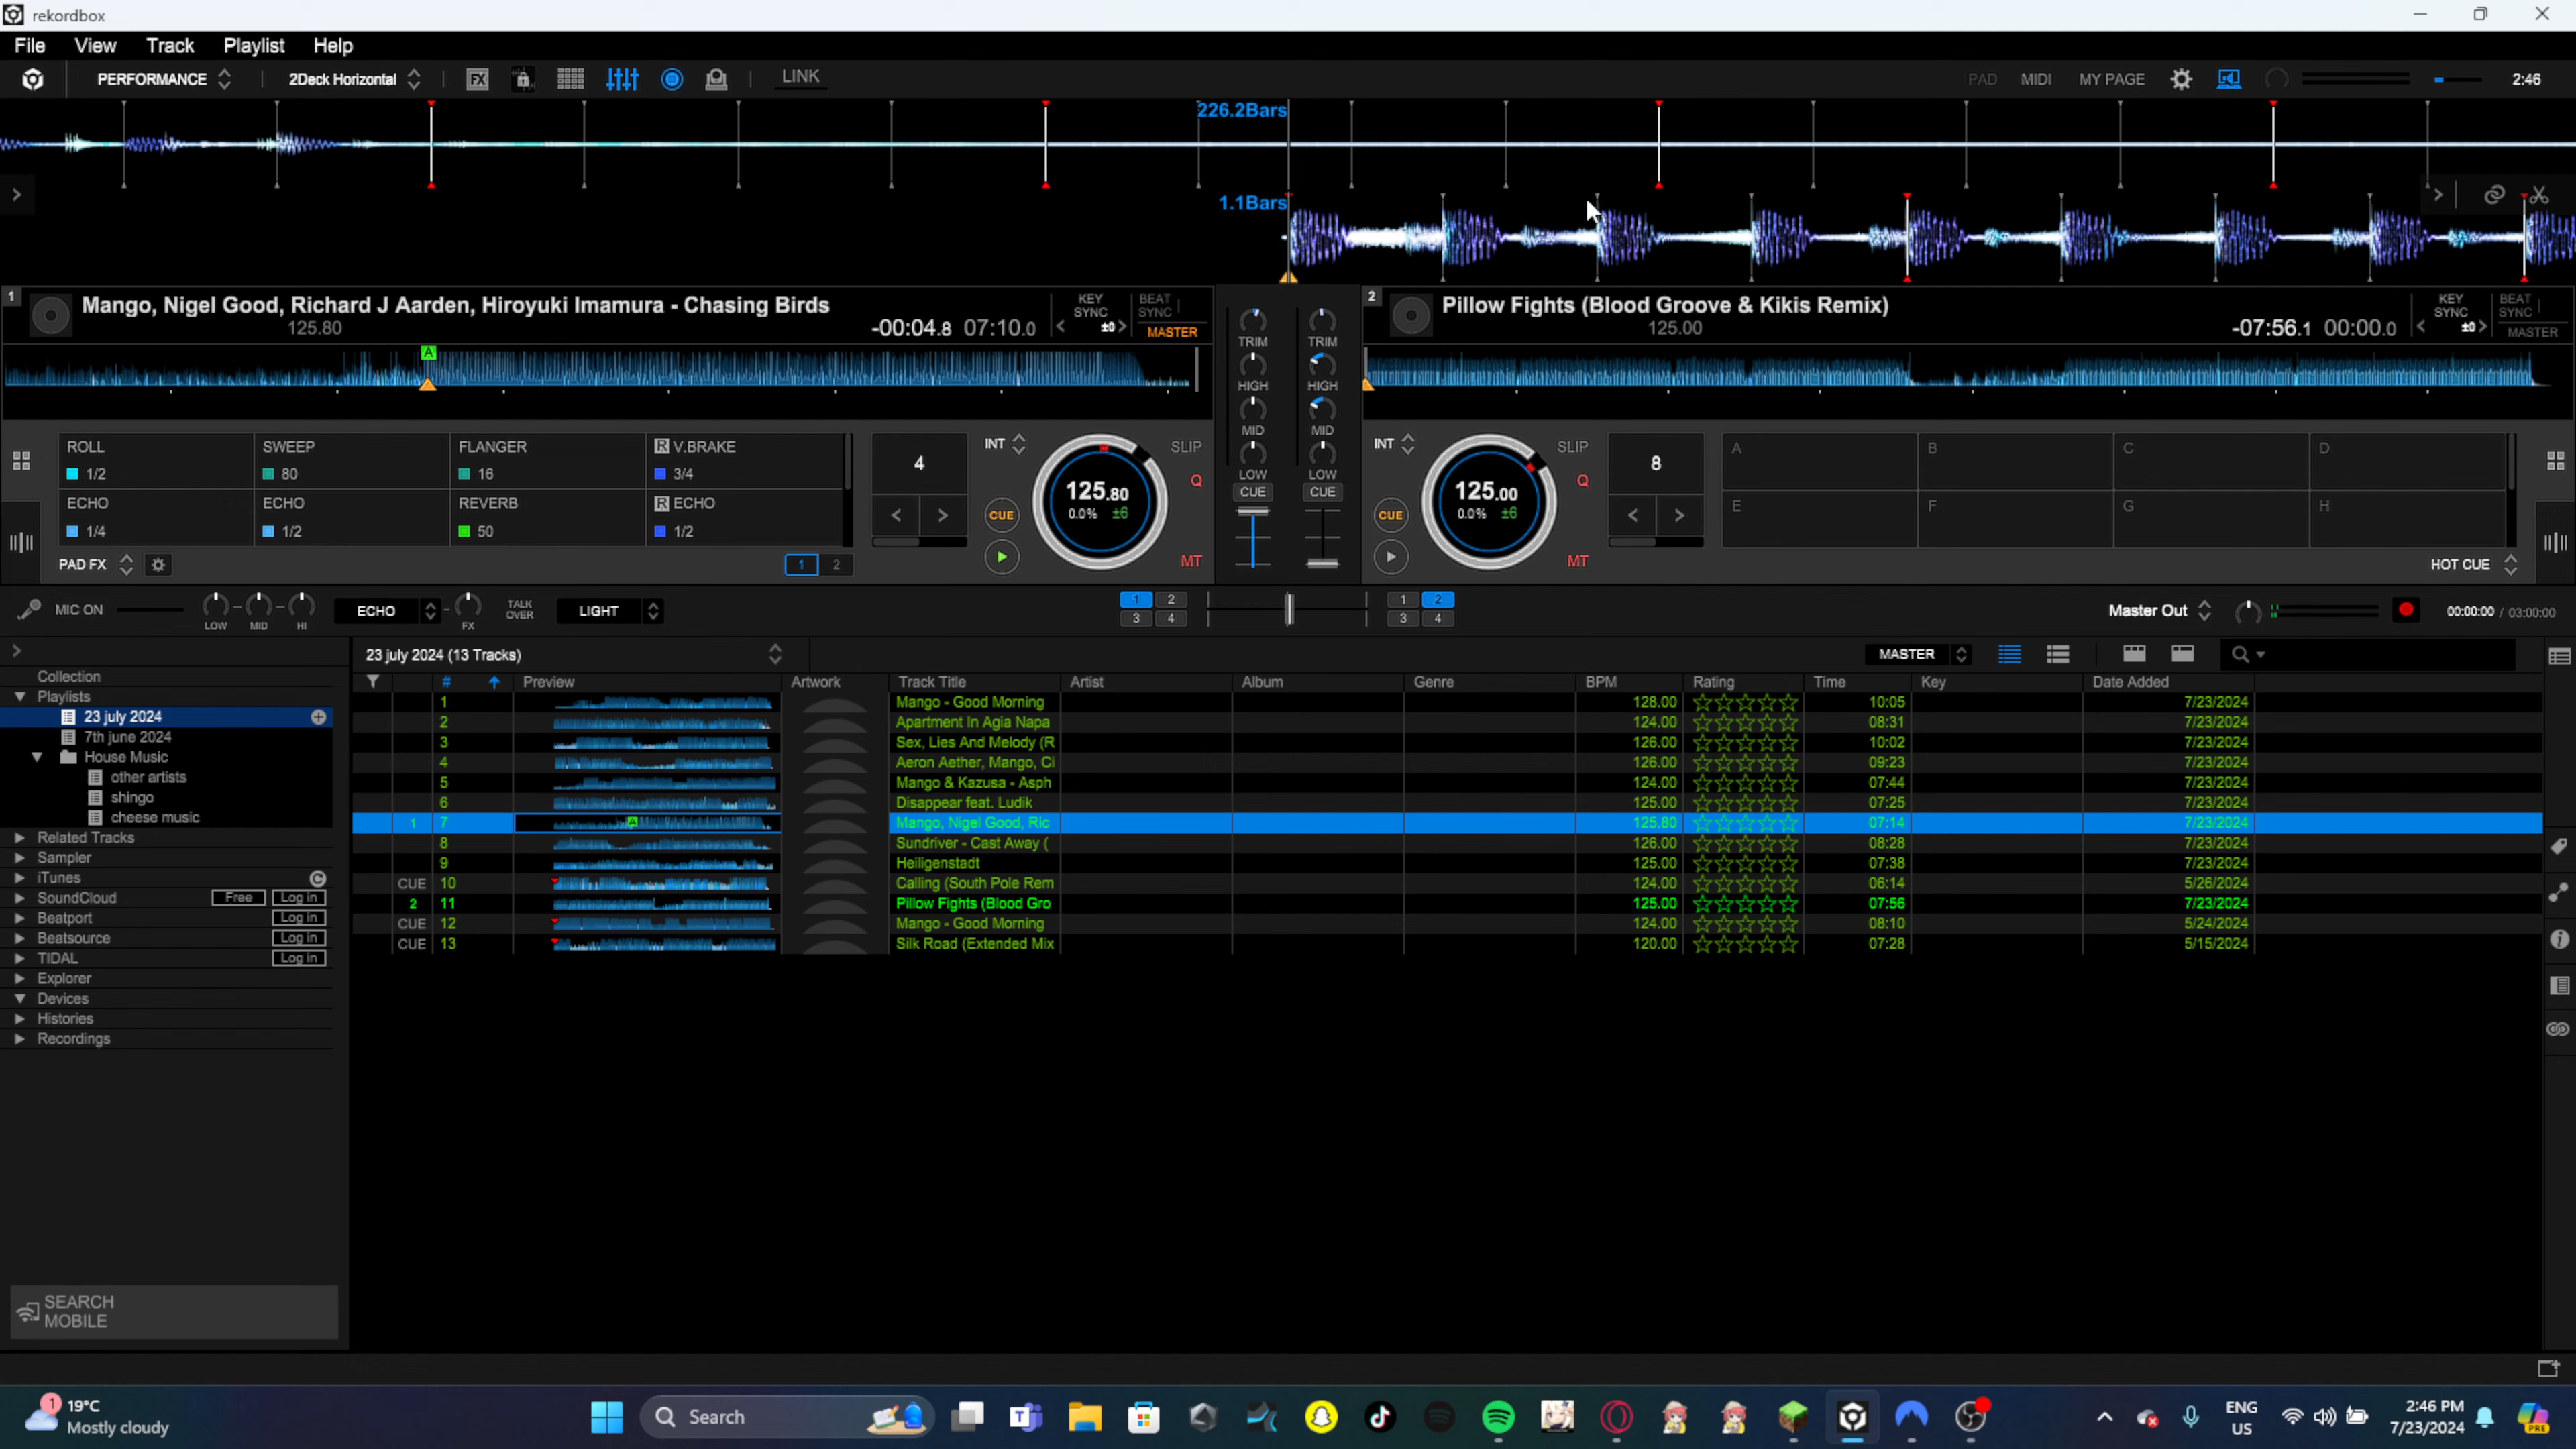 rekordbox
File View Track Playlist Help
PERFORMANCE 2Deck Horizontal FX LINK PAD MIDI MY PAGE 2:46
226.2Bars
1.1Bars
1 Mango, Nigel Good, Richard J Aarden, Hiroyuki Imamura - Chasing Birds
125.80 -00:04.8 07:10.0
KEY SYNC ±0 BEAT SYNC MASTER
2 Pillow Fights (Blood Groove & Kikis Remix)
125.00 -07:56.1 00:00.0
KEY SYNC ±0 BEAT SYNC MASTER
A
TRIM TRIM
HIGH HIGH
MID MID
LOW LOW
CUE CUE
ROLL SWEEP FLANGER R V.BRAKE
1/2 80 16 3/4
ECHO ECHO REVERB R ECHO
1/4 1/2 50 1/2
PAD FX 1 2
4 INT SLIP Q CUE MT
125.80
0.0% ±6
INT SLIP Q CUE MT 8
125.00
0.0% ±6
A B C D
E F G H
HOT CUE
MIC ON LOW MID HI ECHO FX TALK OVER LIGHT
1 2 3 4 1 2 3 4
Master Out 00:00:00 / 03:00:00
Collection
Playlists
23 july 2024
7th june 2024
House Music
other artists
shingo
cheese music
Related Tracks
Sampler
iTunes
SoundCloud Free Log in
Beatport Log in
Beatsource Log in
TIDAL Log in
Explorer
Devices
Histories
Recordings
SEARCH
MOBILE
23 july 2024 (13 Tracks) MASTER
# Preview Artwork Track Title Artist Album Genre BPM Rating Time Key Date Added
1 Mango - Good Morning 128.00 10:05 7/23/2024
2 Apartment In Agia Napa 124.00 08:31 7/23/2024
3 Sex, Lies And Melody (R 126.00 10:02 7/23/2024
4 Aeron Aether, Mango, Ci 126.00 09:23 7/23/2024
5 Mango & Kazusa - Asph 124.00 07:44 7/23/2024
6 Disappear feat. Ludik 125.00 07:25 7/23/2024
1 7 A Mango, Nigel Good, Ric 125.80 07:14 7/23/2024
8 Sundriver - Cast Away ( 126.00 08:28 7/23/2024
9 Heiligenstadt 125.00 07:38 7/23/2024
CUE 10 Calling (South Pole Rem 124.00 06:14 5/26/2024
2 11 Pillow Fights (Blood Gro 125.00 07:56 7/23/2024
CUE 12 Mango - Good Morning 124.00 08:10 5/24/2024
CUE 13 Silk Road (Extended Mix 120.00 07:28 5/15/2024
1 19°C
Mostly cloudy
Search
ENG
US
2:46 PM
7/23/2024
PRE